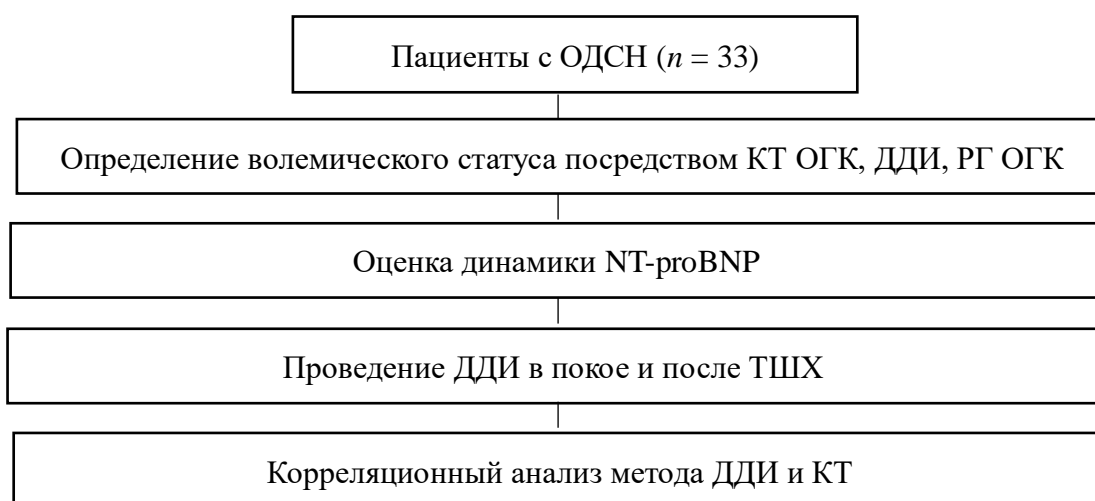 Пациенты с ОДСН (n = 33)
Определение волемического статуса посредством КТ ОГК, ДДИ, РГ ОГК
Оценка динамики NT-proBNP
Проведение ДДИ в покое и после ТШХ
Корреляционный анализ метода ДДИ и КТ